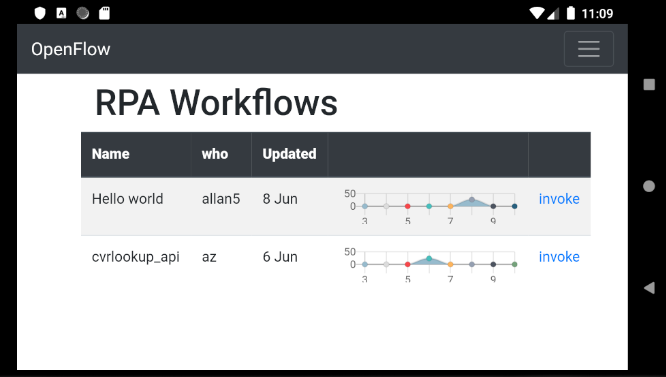 11:09
OpenFlow
RPA Workflows
Name who Updated
Hello world allan5 8 Jun 50 0 3 5 7 9 invoke
cvrlookup_api az 6 Jun 50 0 3 5 7 9 invoke